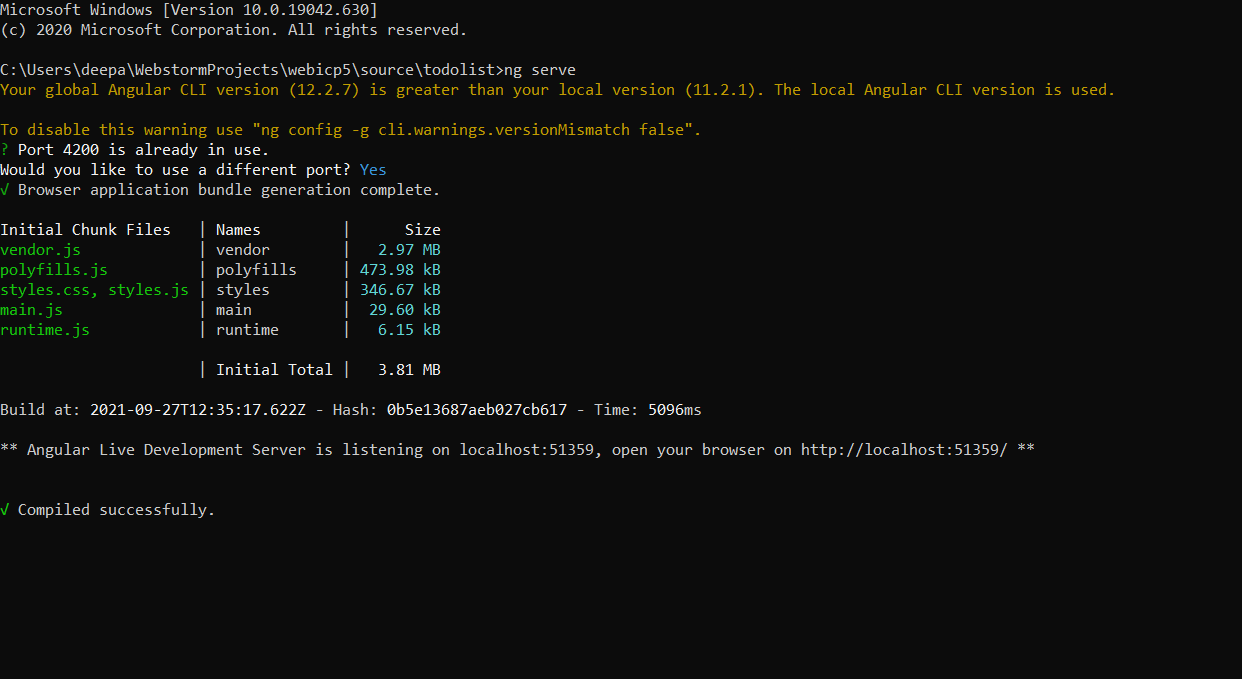 Microsoft Windows [Version 10.0.19042.630]
(c) 2020 Microsoft Corporation. All rights reserved.
C:\Users\deepa\WebstormProjects\webicp5\source\todolist>ng serve
Your global Angular CLI version (12.2.7) is greater than your local version (11.2.1). The local Angular CLI version is used.
To disable this warning use "ng config -g cli.warnings.versionMismatch false".
? Port 4200 is already in use.
Would you like to use a different port? Yes
√ Browser application bundle generation complete.
Initial Chunk Files | Names | Size
vendor.js | vendor | 2.97 MB
polyfills.js | polyfills | 473.98 kB
styles.css, styles.js | styles | 346.67 kB
main.js | main | 29.60 kB
runtime.js | runtime | 6.15 kB
| Initial Total | 3.81 MB
Build at: 2021-09-27T12:35:17.622Z - Hash: 0b5e13687aeb027cb617 - Time: 5096ms
** Angular Live Development Server is listening on localhost:51359, open your browser on http://localhost:51359/ **
√ Compiled successfully.